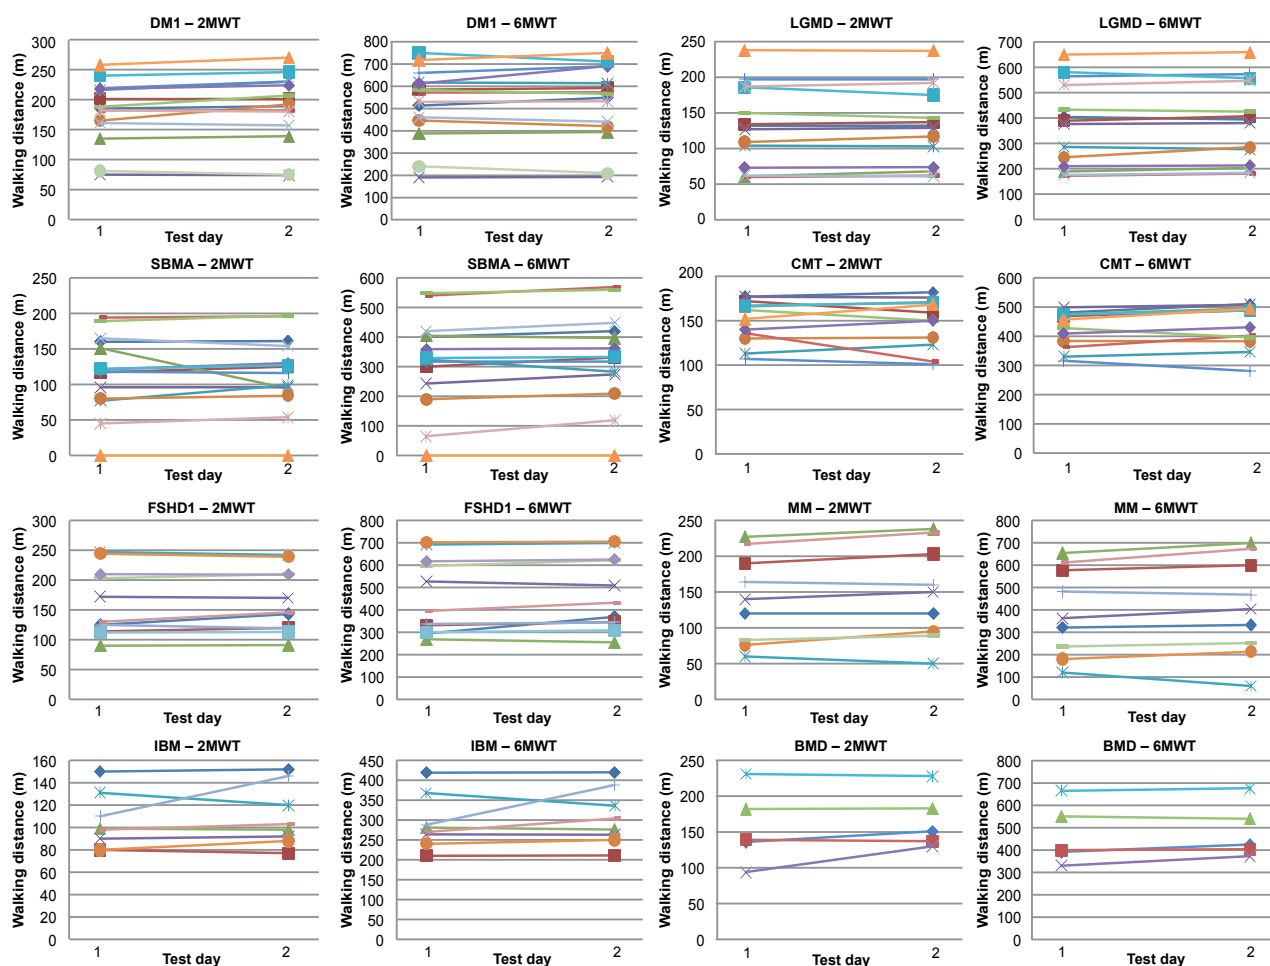 DM1 – 2MWT
Walking distance (m)
300
250
200
150
100
50
0
1 2
Test day
DM1 – 6MWT
Walking distance (m)
800
700
600
500
400
300
200
100
0
1 2
Test day
LGMD – 2MWT
Walking distance (m)
250
200
150
100
50
0
1 2
Test day
LGMD – 6MWT
Walking distance (m)
700
600
500
400
300
200
100
0
1 2
Test day
SBMA – 2MWT
Walking distance (m)
250
200
150
100
50
0
1 2
Test day
SBMA – 6MWT
Walking distance (m)
600
500
400
300
200
100
0
1 2
Test day
CMT – 2MWT
Walking distance (m)
200
150
100
50
0
1 2
Test day
CMT – 6MWT
Walking distance (m)
600
500
400
300
200
100
0
1 2
Test day
FSHD1 – 2MWT
Walking distance (m)
300
250
200
150
100
50
0
1 2
Test day
FSHD1 – 6MWT
Walking distance (m)
800
700
600
500
400
300
200
100
0
1 2
Test day
MM – 2MWT
Walking distance (m)
250
200
150
100
50
0
1 2
Test day
MM – 6MWT
Walking distance (m)
800
700
600
500
400
300
200
100
0
1 2
Test day
IBM – 2MWT
Walking distance (m)
160
140
120
100
80
60
40
20
0
1 2
Test day
IBM – 6MWT
Walking distance (m)
450
400
350
300
250
200
150
100
50
0
1 2
Test day
BMD – 2MWT
Walking distance (m)
250
200
150
100
50
0
1 2
Test day
BMD – 6MWT
Walking distance (m)
800
700
600
500
400
300
200
100
0
1 2
Test day